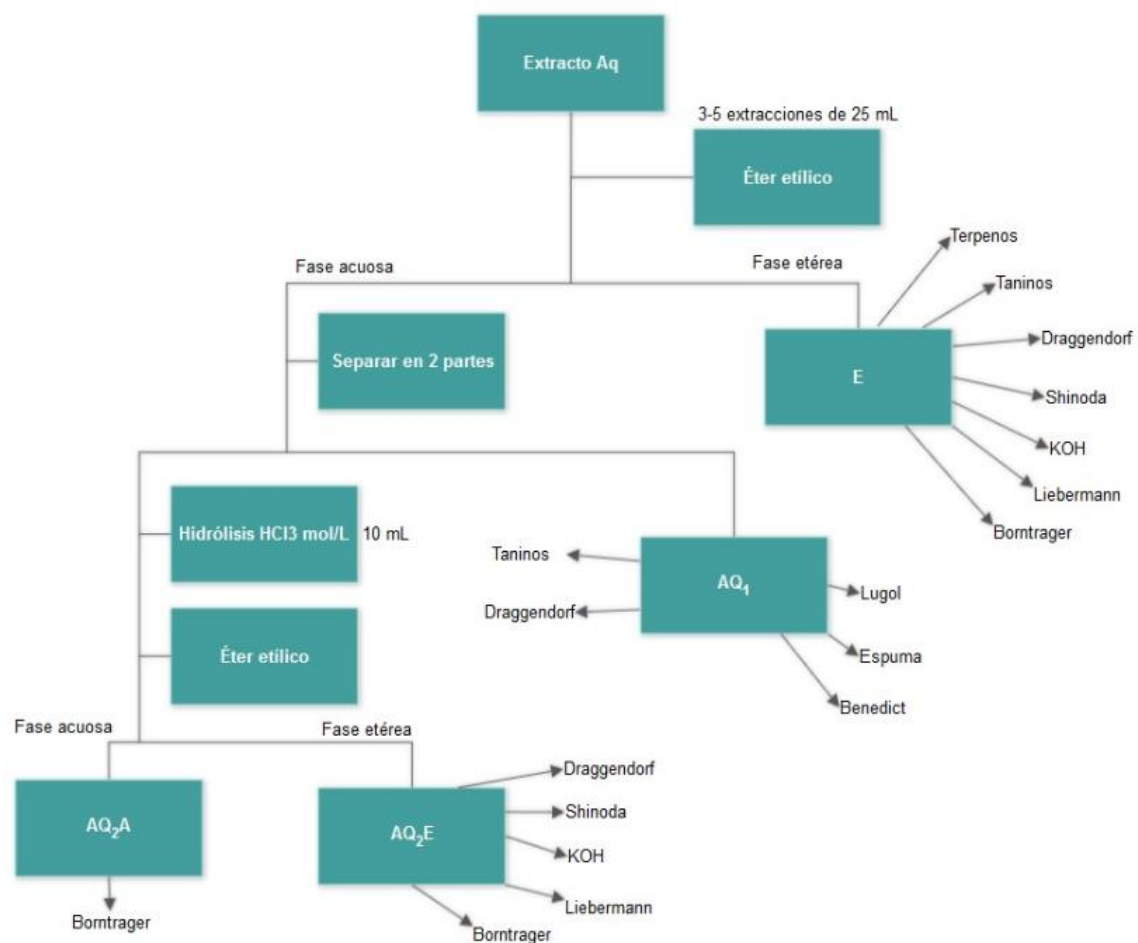 Extracto Aq
3-5 extracciones de 25 mL
Éter etílico
Fase acuosa
Fase etérea
Terpenos
Taninos
Draggendorf
Shinoda
KOH
Liebermann
Borntrager
E
Separar en 2 partes
Hidrólisis HCl3 mol/L
10 mL
Éter etílico
Taninos
Draggendorf
AQ₁
Lugol
Espuma
Benedict
Fase acuosa
Fase etérea
AQ₂A
Borntrager
AQ₂E
Draggendorf
Shinoda
KOH
Liebermann
Borntrager